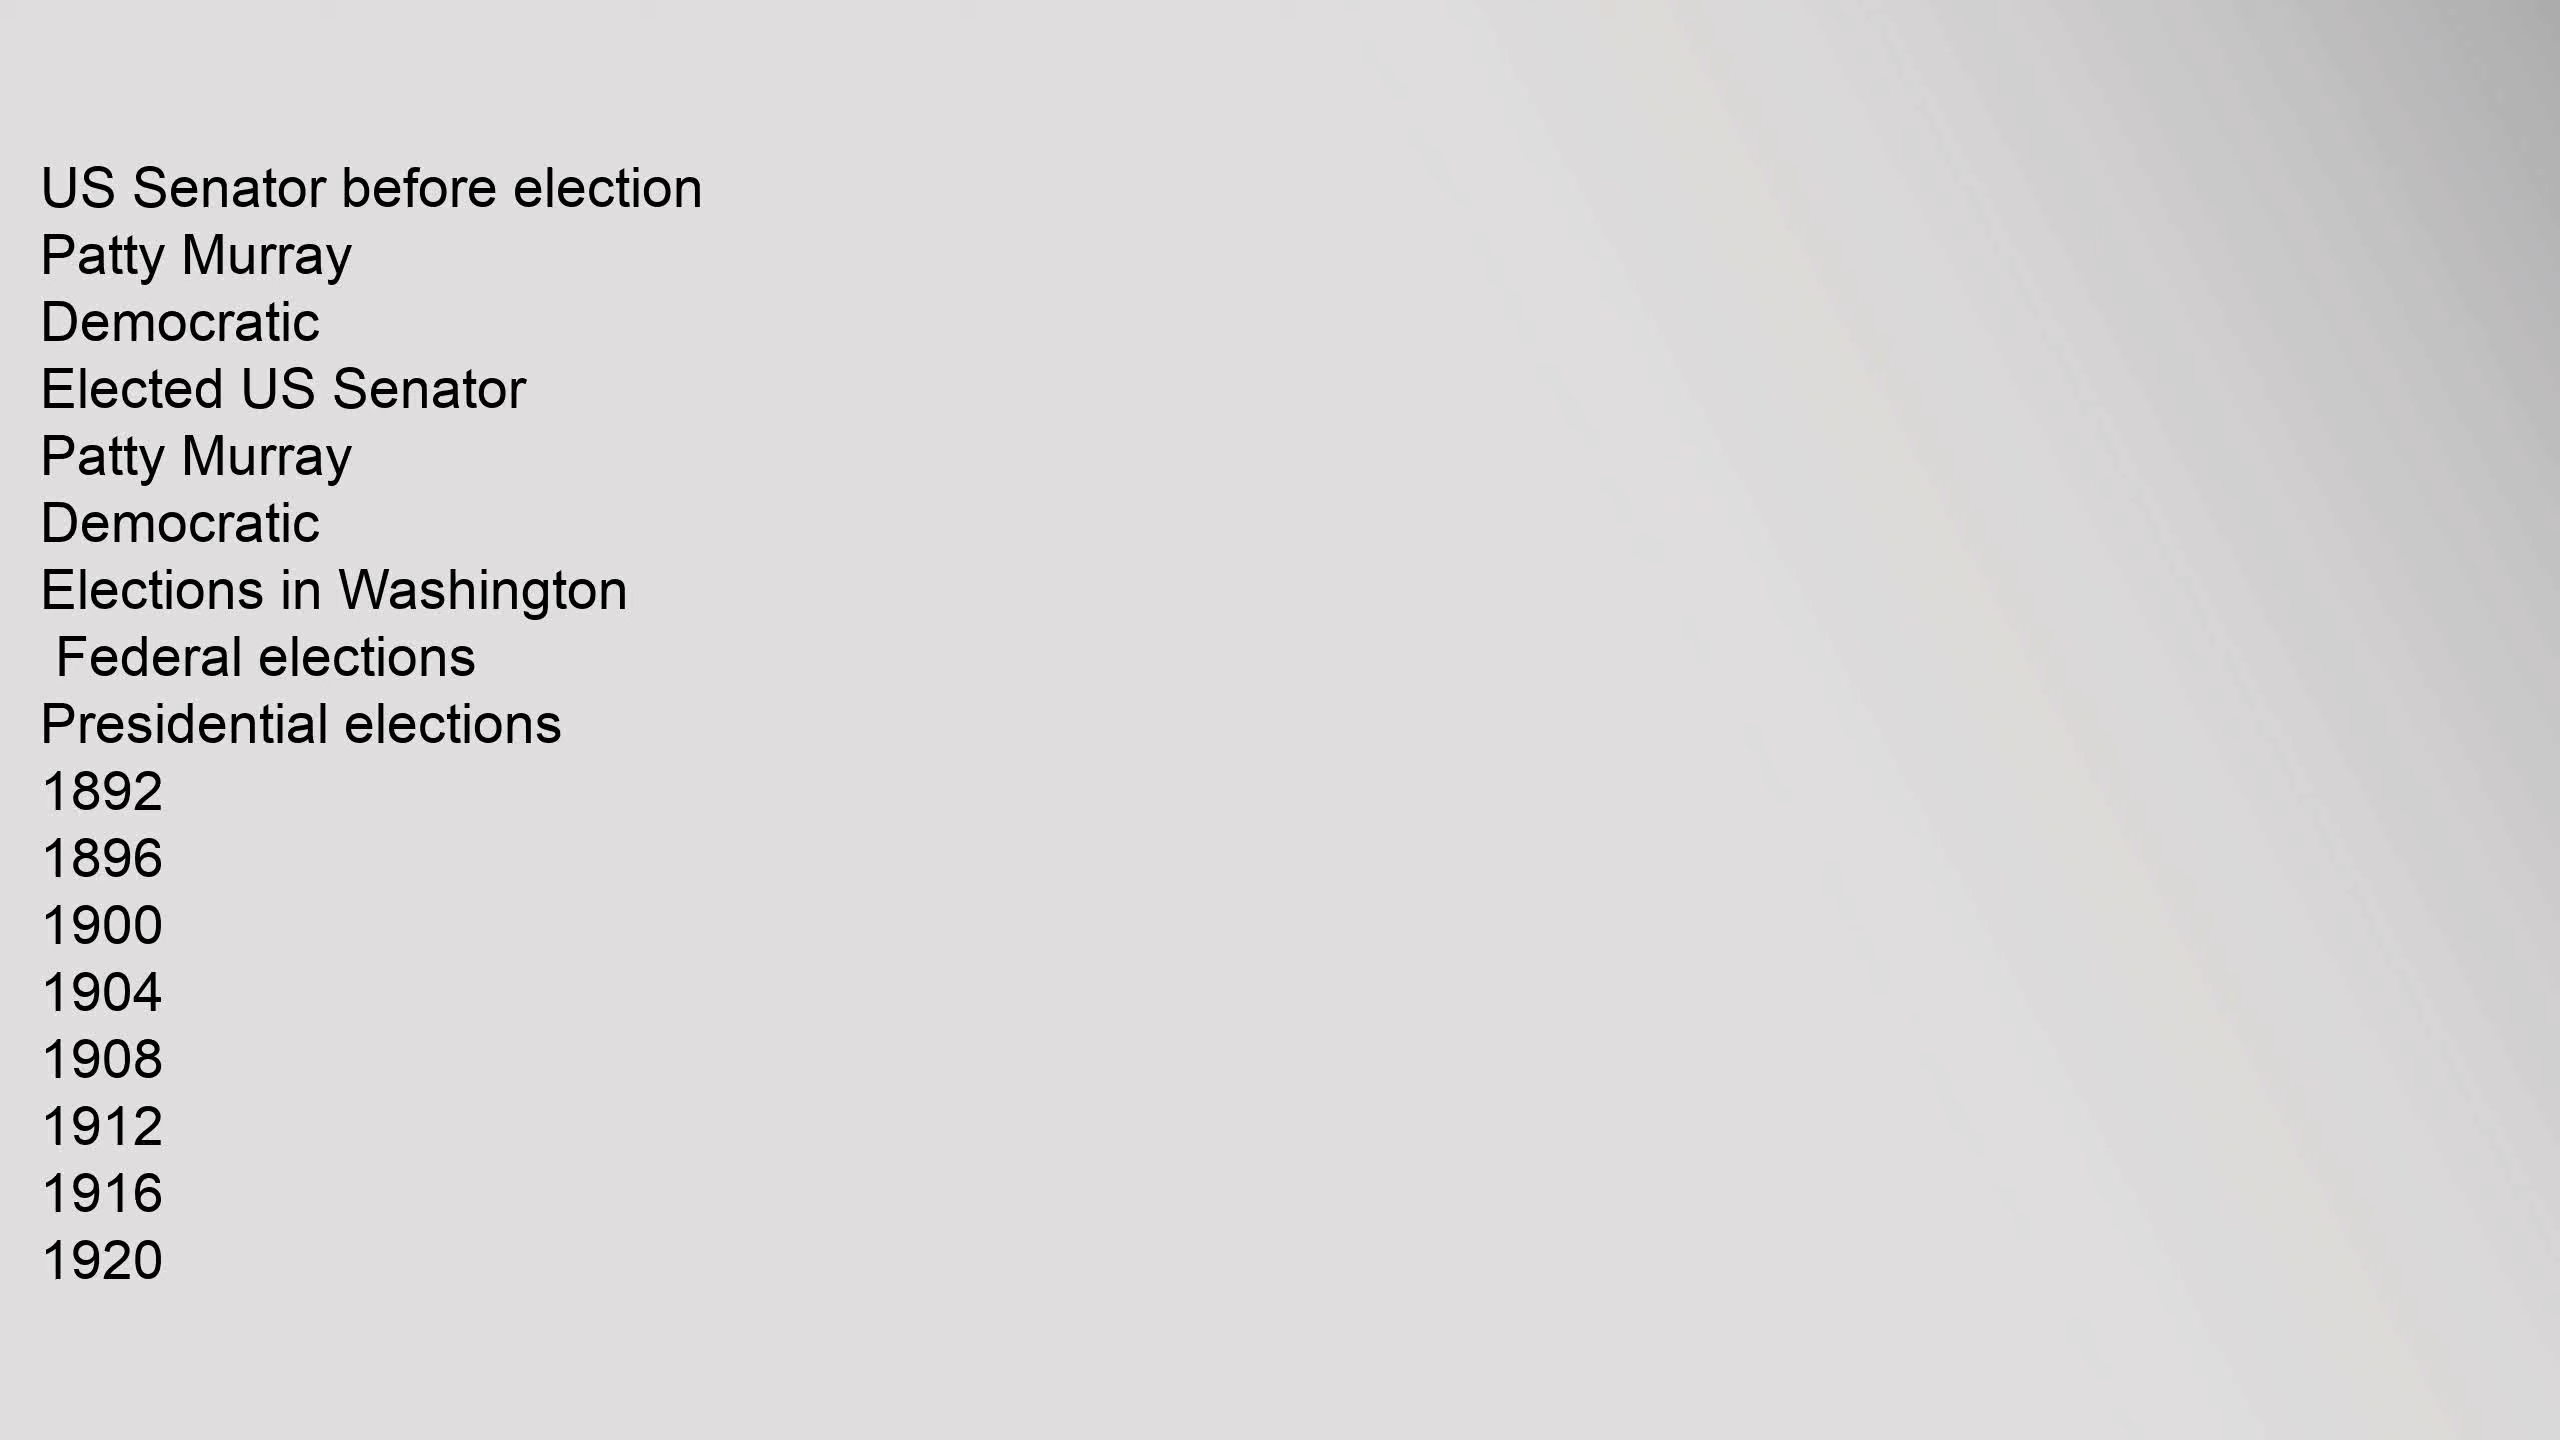 US Senator before election
Patty Murray
Democratic
Elected US Senator
Patty Murray
Democratic
Elections in Washington
Federal elections
Presidential elections
1892
1896
1900
1904
1908
1912
1916
1920